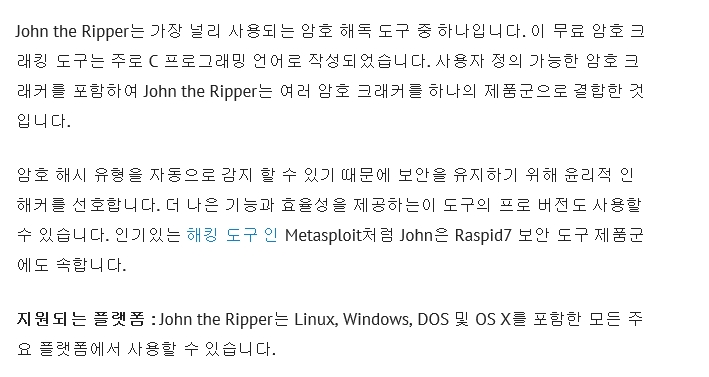 John the Ripper는 가장 널리 사용되는 암호 해독 도구 중 하나입니다. 이 무료 암호 크
래킹 도구는 주로 C 프로그래밍 언어로 작성되었습니다. 사용자 정의 가능한 암호 크
래커를 포함하여 John the Ripper는 여러 암호 크래커를 하나의 제품군으로 결합한 것
입니다.
암호 해시 유형을 자동으로 감지 할 수 있기 때문에 보안을 유지하기 위해 윤리적 인
해커를 선호합니다. 더 나은 기능과 효율성을 제공하는이 도구의 프로 버전도 사용할
수 있습니다. 인기있는 해킹 도구 인 Metasploit처럼 John은 Raspid7 보안 도구 제품군
에도 속합니다.
지원되는 플랫폼 : John the Ripper는 Linux, Windows, DOS 및 OS X를 포함한 모든 주
요 플랫폼에서 사용할 수 있습니다.